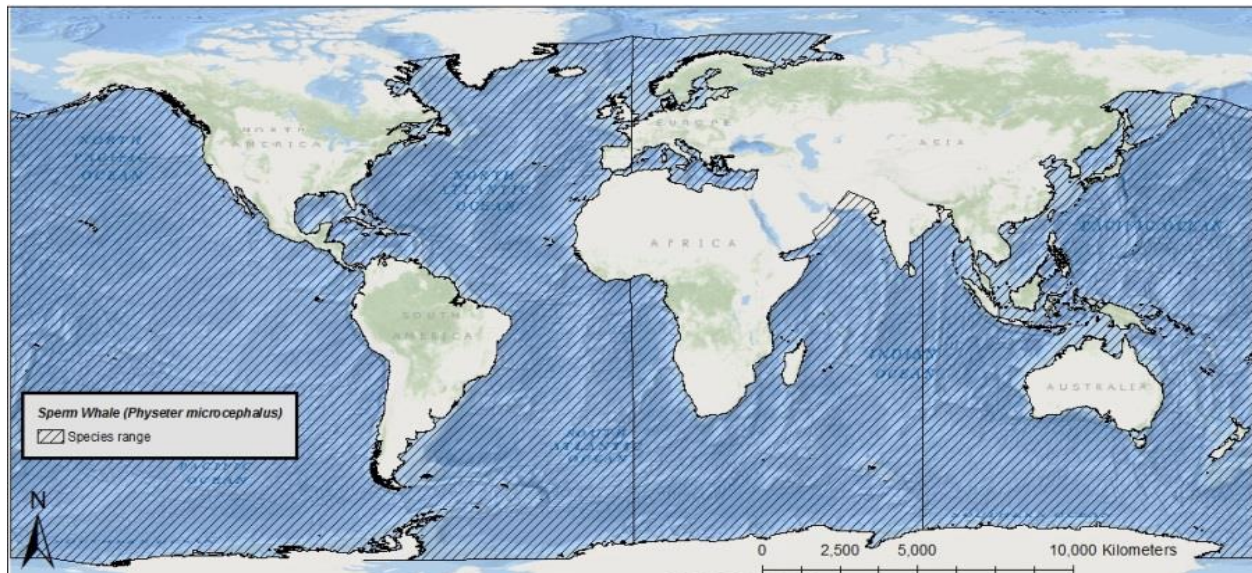 NORTH
PACIFIC
OCEAN
NORTH
AMERICA
NORTH
ATLANTIC
OCEAN
EUROPE
ASIA
PACIFIC OCEAN
AFRICA
SOUTH
AMERICA
INDIAN
OCEAN
AUSTRALIA
Sperm Whale (Physeter microcephalus)
Species range
SOUTH
ATLANTIC
OCEAN
PACIFIC
OCEAN
N
0 2,500 5,000 10,000 Kilometers